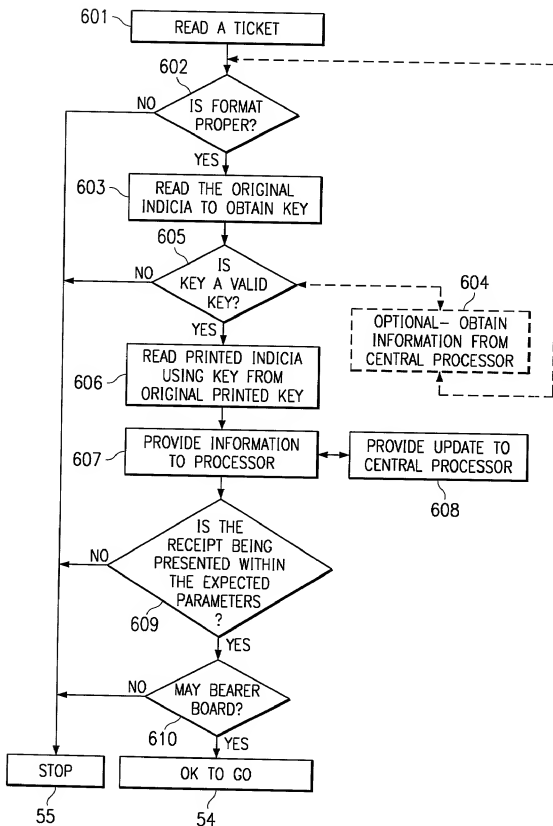 601
READ A TICKET
602
NO
IS FORMAT
PROPER?
YES
603
READ THE ORIGINAL
INDICIA TO OBTAIN KEY
605
NO
IS
KEY A VALID
KEY?
YES
604
OPTIONAL- OBTAIN
INFORMATION FROM
CENTRAL PROCESSOR
606
READ PRINTED INDICIA
USING KEY FROM
ORIGINAL PRINTED KEY
607
PROVIDE INFORMATION
TO PROCESSOR
PROVIDE UPDATE TO
CENTRAL PROCESSOR
608
NO
IS THE
RECEIPT BEING
PRESENTED WITHIN
THE EXPECTED
PARAMETERS
?
609
YES
NO
MAY BEARER
BOARD?
610
YES
STOP
55
OK TO GO
54